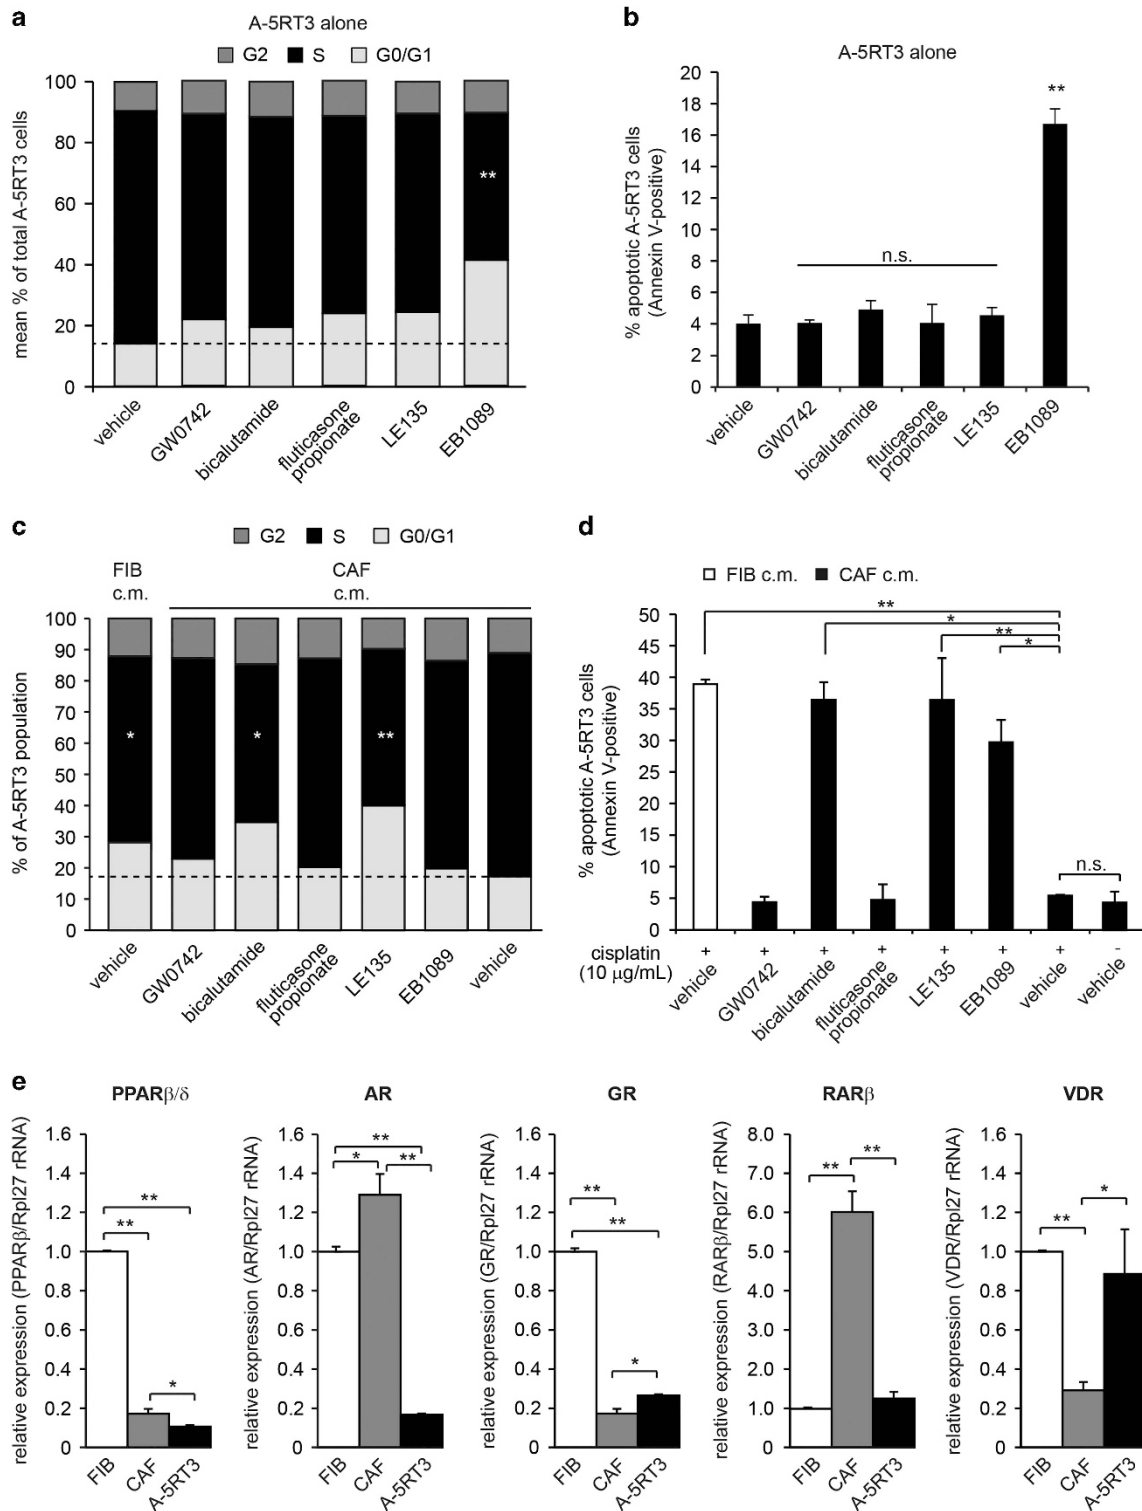 a
A-5RT3 alone
G2 S G0/G1
mean % of total A-5RT3 cells
100
80
60
40
20
0
**
vehicle
GW0742
bicalutamide
fluticasone
propionate
LE135
EB1089
b
A-5RT3 alone
% apoptotic A-5RT3 cells
(Annexin V-positive)
20
18
16
14
12
10
8
6
4
2
0
n.s.
**
vehicle
GW0742
bicalutamide
fluticasone
propionate
LE135
EB1089
c
G2 S G0/G1
FIB
c.m.
CAF
c.m.
% of A-5RT3 population
100
90
80
70
60
50
40
30
20
10
0
* * **
vehicle
GW0742
bicalutamide
fluticasone
propionate
LE135
EB1089
vehicle
d
FIB c.m. CAF c.m.
% apoptotic A-5RT3 cells
(Annexin V-positive)
50
45
40
35
30
25
20
15
10
5
0
**
*
**
*
n.s.
cisplatin + + + + + + + -
(10 µg/mL)
vehicle
GW0742
bicalutamide
fluticasone
propionate
LE135
EB1089
vehicle
vehicle
e
PPARβ/δ
relative expression (PPARβ/Rpl27 rRNA)
1.6
1.4
1.2
1.0
0.8
0.6
0.4
0.2
0
**
**
*
FIB
CAF
A-5RT3
AR
relative expression (AR/Rpl27 rRNA)
1.6
1.4
1.2
1.0
0.8
0.6
0.4
0.2
0
**
* **
FIB
CAF
A-5RT3
GR
relative expression (GR/Rpl27 rRNA)
1.6
1.4
1.2
1.0
0.8
0.6
0.4
0.2
0
**
**
*
FIB
CAF
A-5RT3
RARβ
relative expression (RARβ/Rpl27 rRNA)
8.0
7.0
6.0
5.0
4.0
3.0
2.0
1.0
0
** **
FIB
CAF
A-5RT3
VDR
relative expression (VDR/Rpl27 rRNA)
1.6
1.4
1.2
1.0
0.8
0.6
0.4
0.2
0
*
**
FIB
CAF
A-5RT3